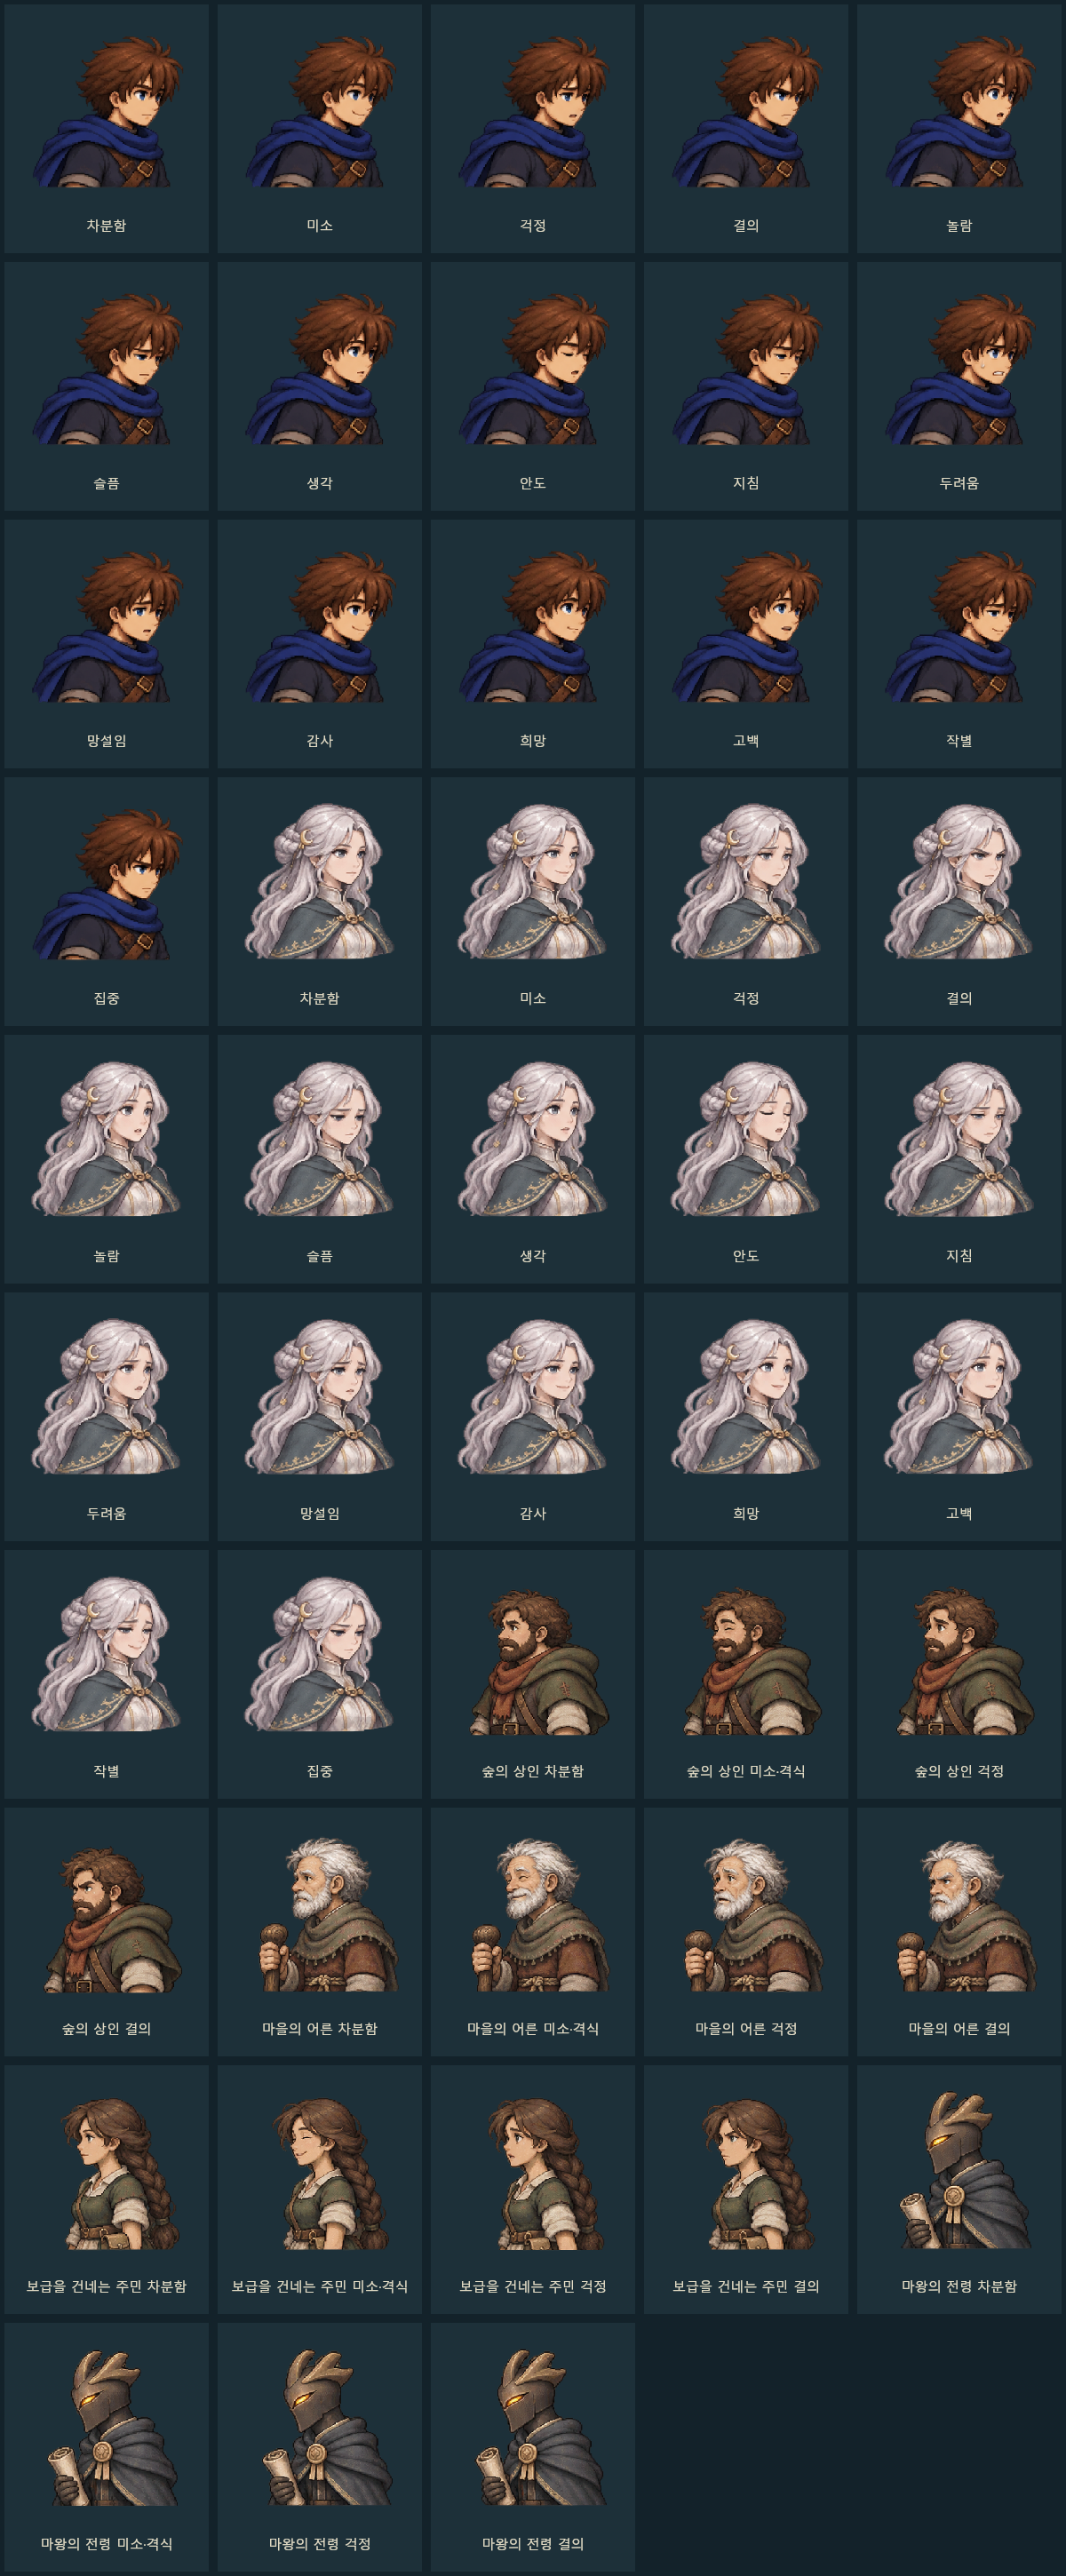 차분함
미소
걱정
결의
놀람
슬픔
생각
안도
지침
두려움
망설임
감사
희망
고백
작별
집중
차분함
미소
걱정
결의
놀람
슬픔
생각
안도
지침
두려움
망설임
감사
희망
고백
작별
집중
숲의 상인 차분함
숲의 상인 미소·격식
숲의 상인 걱정
숲의 상인 결의
마을의 어른 차분함
마을의 어른 미소·격식
마을의 어른 걱정
마을의 어른 결의
보급을 건네는 주민 차분함
보급을 건네는 주민 미소·격식
보급을 건네는 주민 걱정
보급을 건네는 주민 결의
마왕의 전령 차분함
마왕의 전령 미소·격식
마왕의 전령 걱정
마왕의 전령 결의